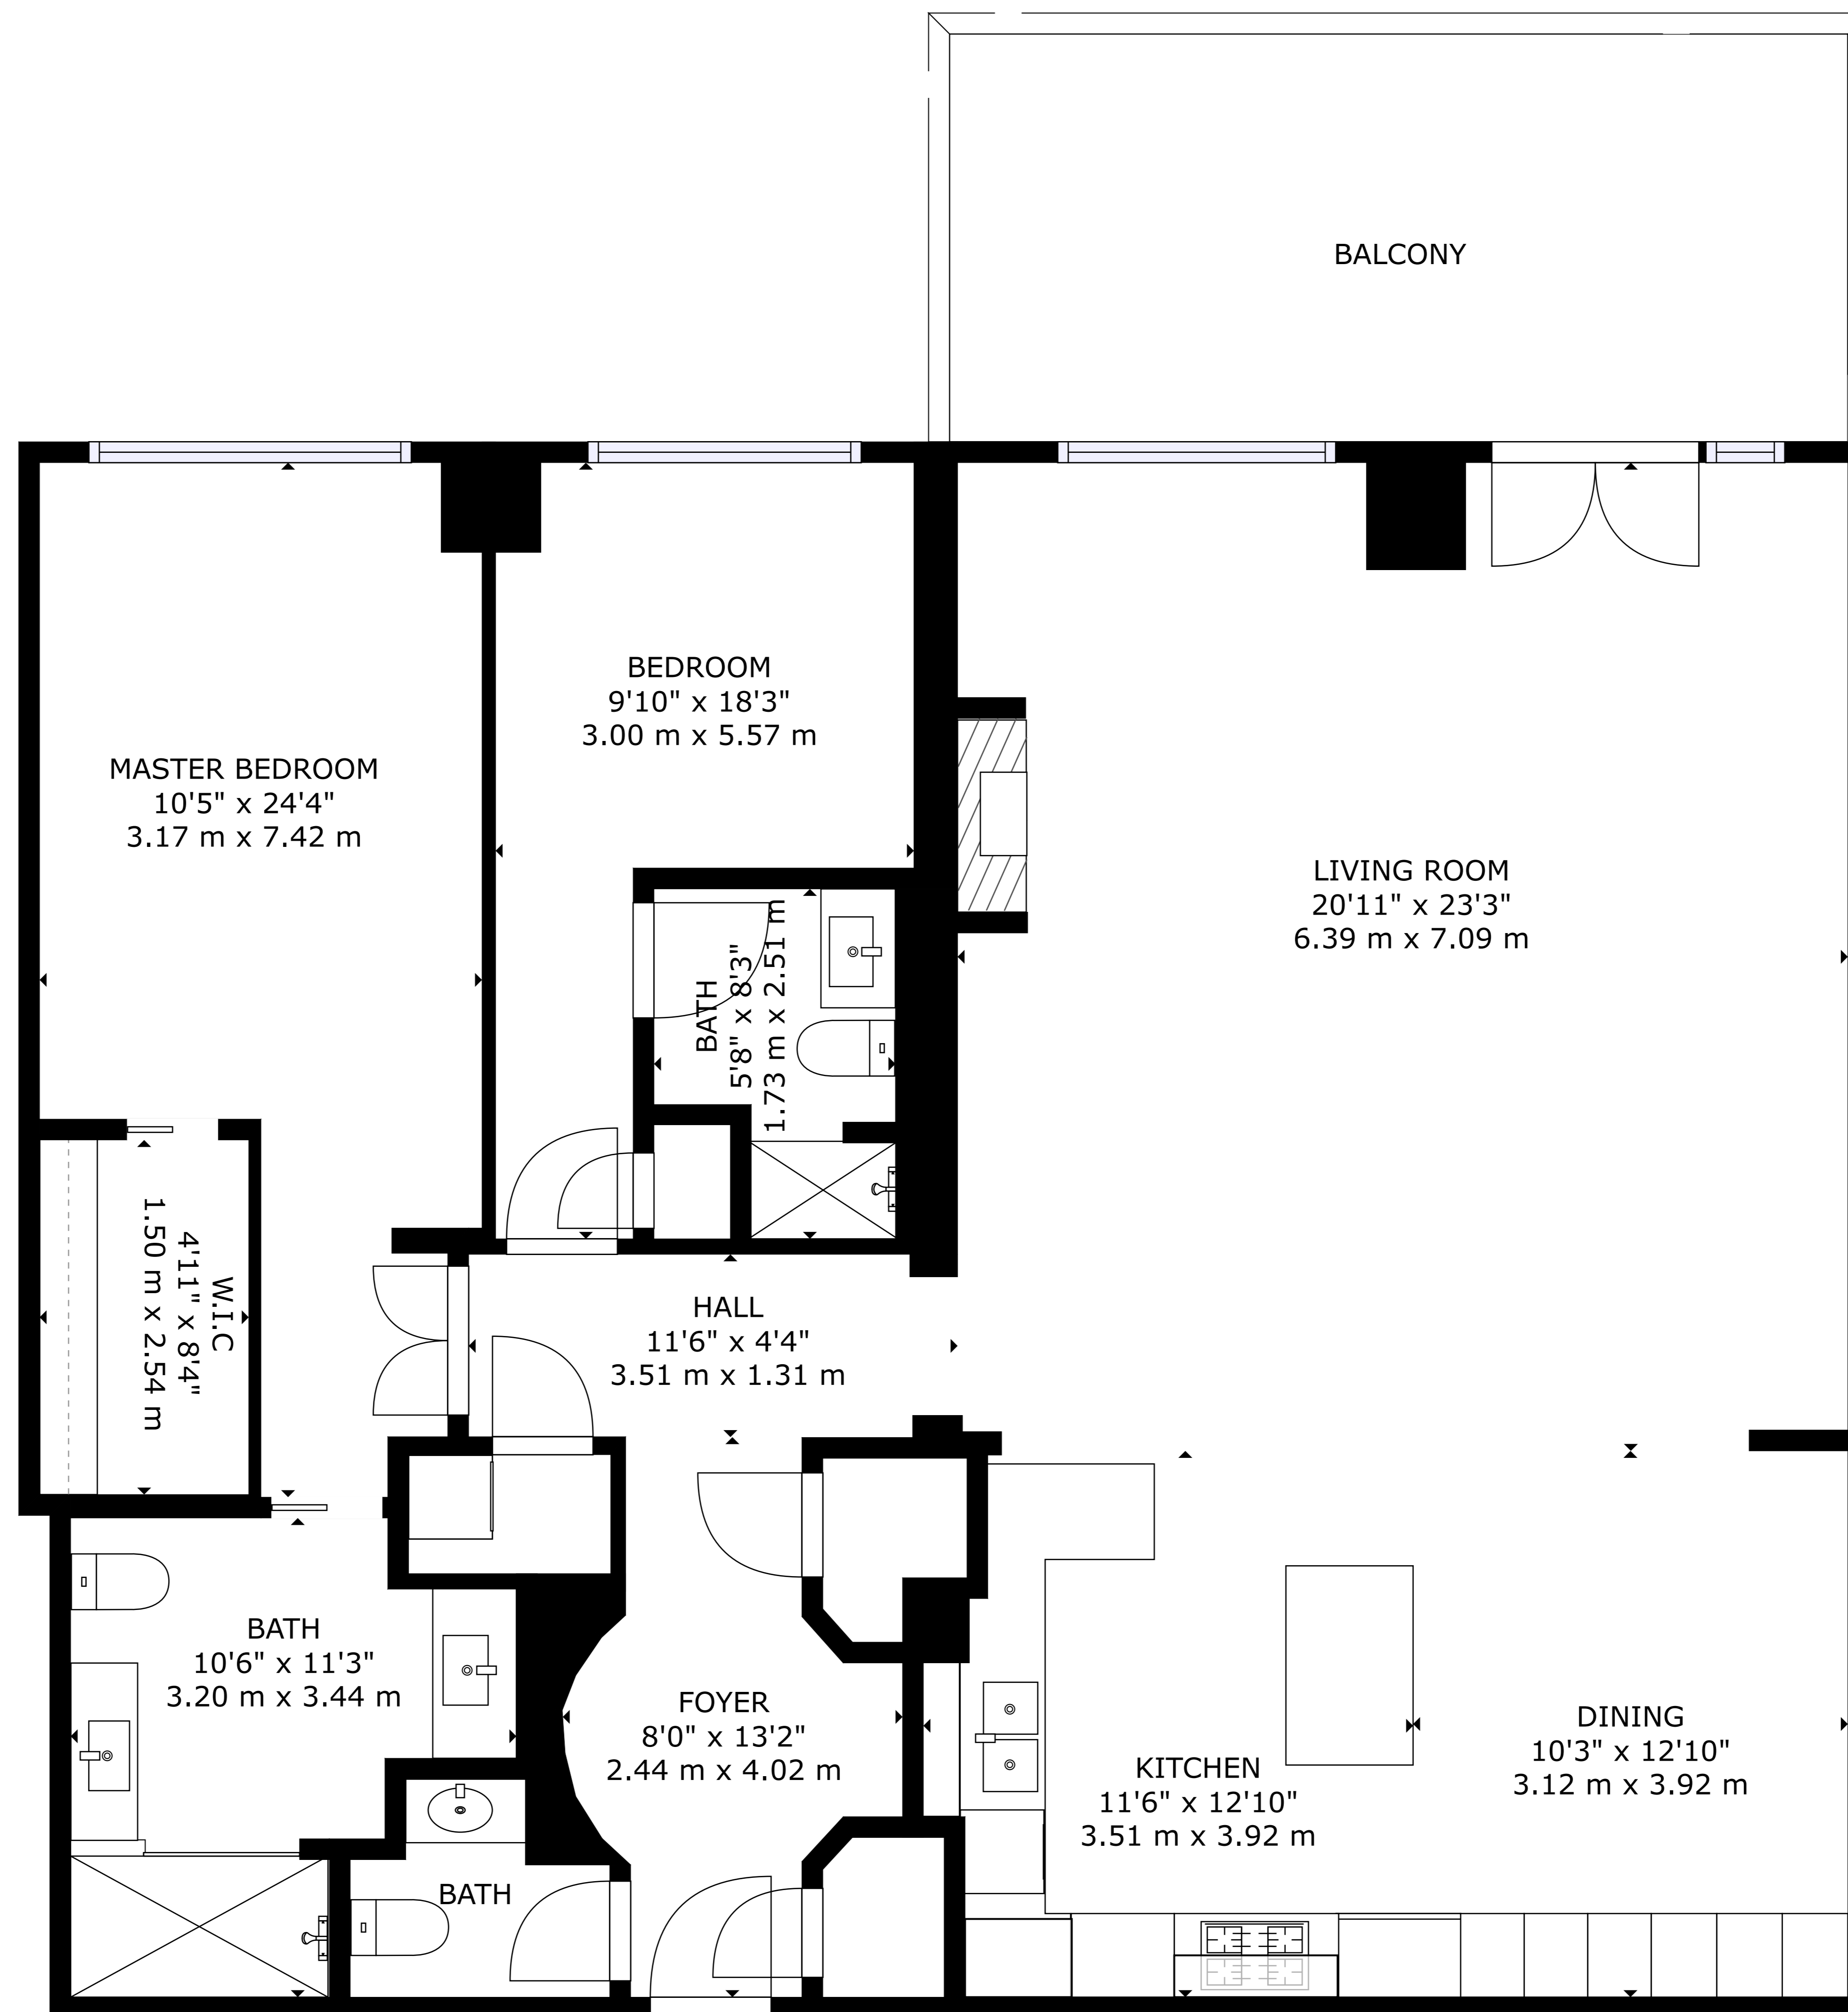 BALCONY
BEDROOM
9'10" x 18'3"
3.00 m x 5.57 m
MASTER BEDROOM
10'5" x 24'4"
3.17 m x 7.42 m
LIVING ROOM
20'11" x 23'3"
6.39 m x 7.09 m
BATH
5'8" x 8'3"
1.73 m x 2.51 m
W.I.C
4'11" x 8'4"
1.50 m x 2.54 m
HALL
11'6" x 4'4"
3.51 m x 1.31 m
BATH
10'6" x 11'3"
3.20 m x 3.44 m
FOYER
8'0" x 13'2"
2.44 m x 4.02 m
KITCHEN
11'6" x 12'10"
3.51 m x 3.92 m
DINING
10'3" x 12'10"
3.12 m x 3.92 m
BATH